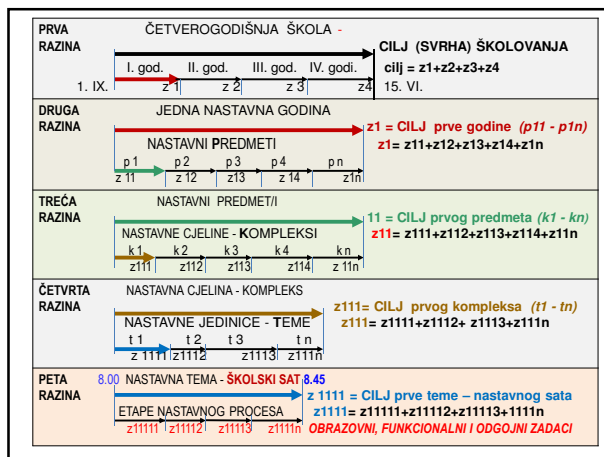 PRVA RAZINA
ČETVEROGODIŠNJA ŠKOLA -
CILJ (SVRHA) ŠKOLOVANJA
I. god. II. god. III. god. IV. godi.
cilj = z1+z2+z3+z4
1. IX. z 1 z 2 z 3 z4 15. VI.
DRUGA RAZINA
JEDNA NASTAVNA GODINA
z1 = CILJ prve godine (p11 - p1n)
z1= z11+z12+z13+z14+z1n
NASTAVNI PREDMETI
p 1 p 2 p 3 p 4 p n
z 11 z 12 z13 z 14 z1n
TREĆA RAZINA
NASTAVNI PREDMET/I
11 = CILJ prvog predmeta (k1 - kn)
z11= z111+z112+z113+z114+z11n
NASTAVNE CJELINE - KOMPLEKSI
k 1 k 2 k 3 k 4 k n
z111 z112 z113 z114 z 11n
ČETVRTA RAZINA
NASTAVNA CJELINA - KOMPLEKS
z111= CILJ prvog kompleksa (t1 - tn)
z111= z1111+z1112+ z1113+z111n
NASTAVNE JEDINICE - TEME
t 1 t 2 t 3 t n
z 1111 z1112 z1113 z111n
PETA RAZINA
8.00 NASTAVNA TEMA - ŠKOLSKI SAT 8.45
z 1111 = CILJ prve teme – nastavnog sata
z1111= z11111+z11112+z11113+1111n
ETAPE NASTAVNOG PROCESA
z11111 z11112 z11113 z1111n OBRAZOVNI, FUNKCIONALNI I ODGOJNI ZADACI